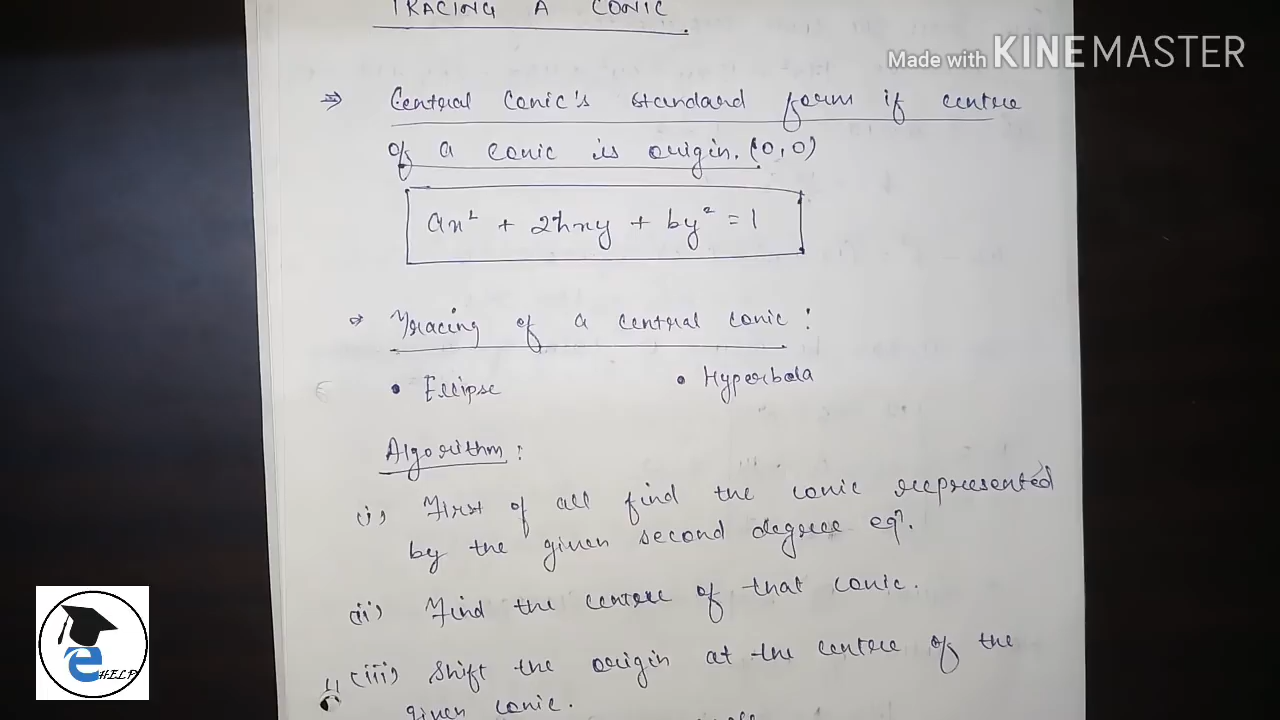 TRACING A CONIC
Made with KINEMASTER
⇒ Central Conic's standard form if centre
of a conic is origin. (0,0)
ax² + 2hxy + by² = 1
⇒ Tracing of a central conic :
• Ellipse • Hyperbola
Algorithm :
(i) First of all find the conic represented
by the given second degree eqn.
(ii) Find the centre of that conic.
(iii) Shift the origin at the centre of the
given conic.
e HELP